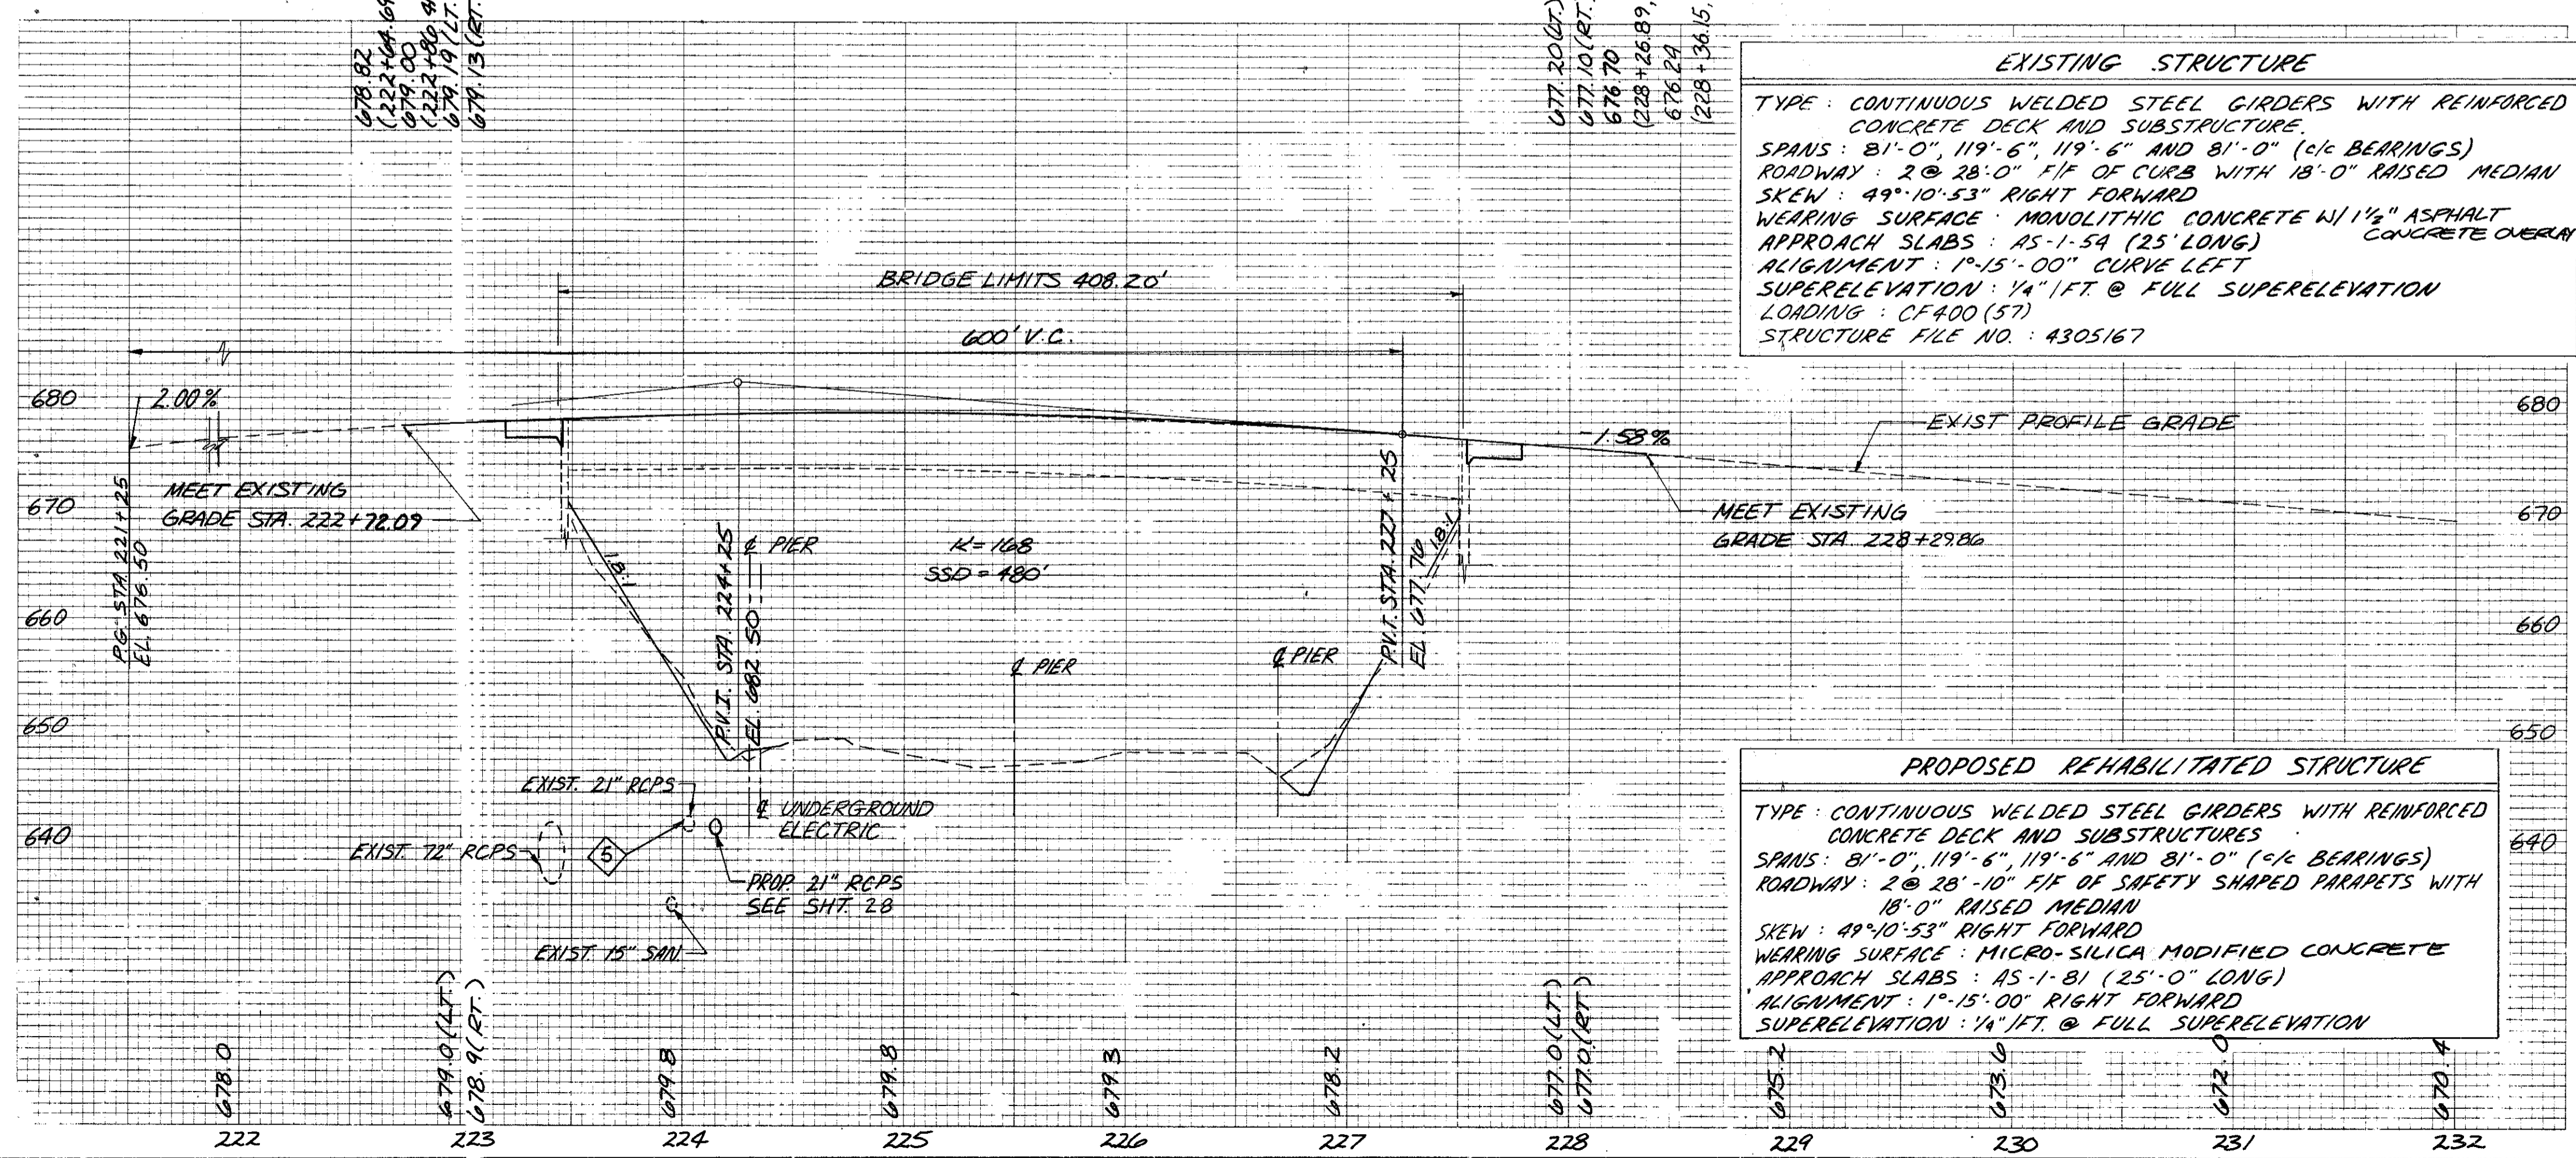 678.82
(222+64.69
679.00
(222+86.4
679.19 (LT.
679.13 (RT.
677.20 (LT.)
677.10 (RT.
676.70
(228+26.89,
676.24
(228+36.15,
EXISTING STRUCTURE
TYPE : CONTINUOUS WELDED STEEL GIRDERS WITH REINFORCED
CONCRETE DECK AND SUBSTRUCTURE.
SPANS : 81'-0", 119'-6", 119'-6" AND 81'-0" (c/c BEARINGS)
ROADWAY : 2 @ 28'-0" F/F OF CURB WITH 18'-0" RAISED MEDIAN
SKEW : 49°-10'-53" RIGHT FORWARD
WEARING SURFACE : MONOLITHIC CONCRETE W/ 1½" ASPHALT
CONCRETE OVERLAY
APPROACH SLABS : AS-1-54 (25' LONG)
ALIGNMENT : 1°-15'-00" CURVE LEFT
SUPERELEVATION : 1/4"/FT. @ FULL SUPERELEVATION
LOADING : CF400 (57)
STRUCTURE FILE NO. : 4305167
BRIDGE LIMITS 408.20'
600' V.C.
680
2.00%
680
EXIST PROFILE GRADE
-1.58%
670
MEET EXISTING
GRADE STA. 222+72.09
MEET EXISTING
GRADE STA. 228+29.86
670
P.G. STA. 221+25
EL. 676.50
1.8:1
P.V.I. STA. 224+25
EL. 682.50
℄ PIER
K=168
SSD = 480'
P.V.T. STA. 227+25
EL. 677.76
1.8:1
660
660
℄ PIER
℄ PIER
650
650
EXIST. 21" RCPS
℄ UNDERGROUND
ELECTRIC
640
EXIST. 72" RCPS
5
640
PROP. 21" RCPS
SEE SHT. 28
EXIST. 15" SAN
PROPOSED REHABILITATED STRUCTURE
TYPE : CONTINUOUS WELDED STEEL GIRDERS WITH REINFORCED
CONCRETE DECK AND SUBSTRUCTURES
SPANS : 81'-0", 119'-6", 119'-6" AND 81'-0" (c/c BEARINGS)
ROADWAY : 2 @ 28'-10" F/F OF SAFETY SHAPED PARAPETS WITH
18'-0" RAISED MEDIAN
SKEW : 49°-10'-53" RIGHT FORWARD
WEARING SURFACE : MICRO-SILICA MODIFIED CONCRETE
APPROACH SLABS : AS-1-81 (25'-0" LONG)
ALIGNMENT : 1°-15'-00" RIGHT FORWARD
SUPERELEVATION : 1/4"/FT. @ FULL SUPERELEVATION
678.0
679.0 (LT.)
678.9 (RT.)
679.8
679.8
679.3
678.2
677.0 (LT.)
677.0 (RT.)
675.2
673.6
672.0
670.4
222
223
224
225
226
227
228
229
230
231
232